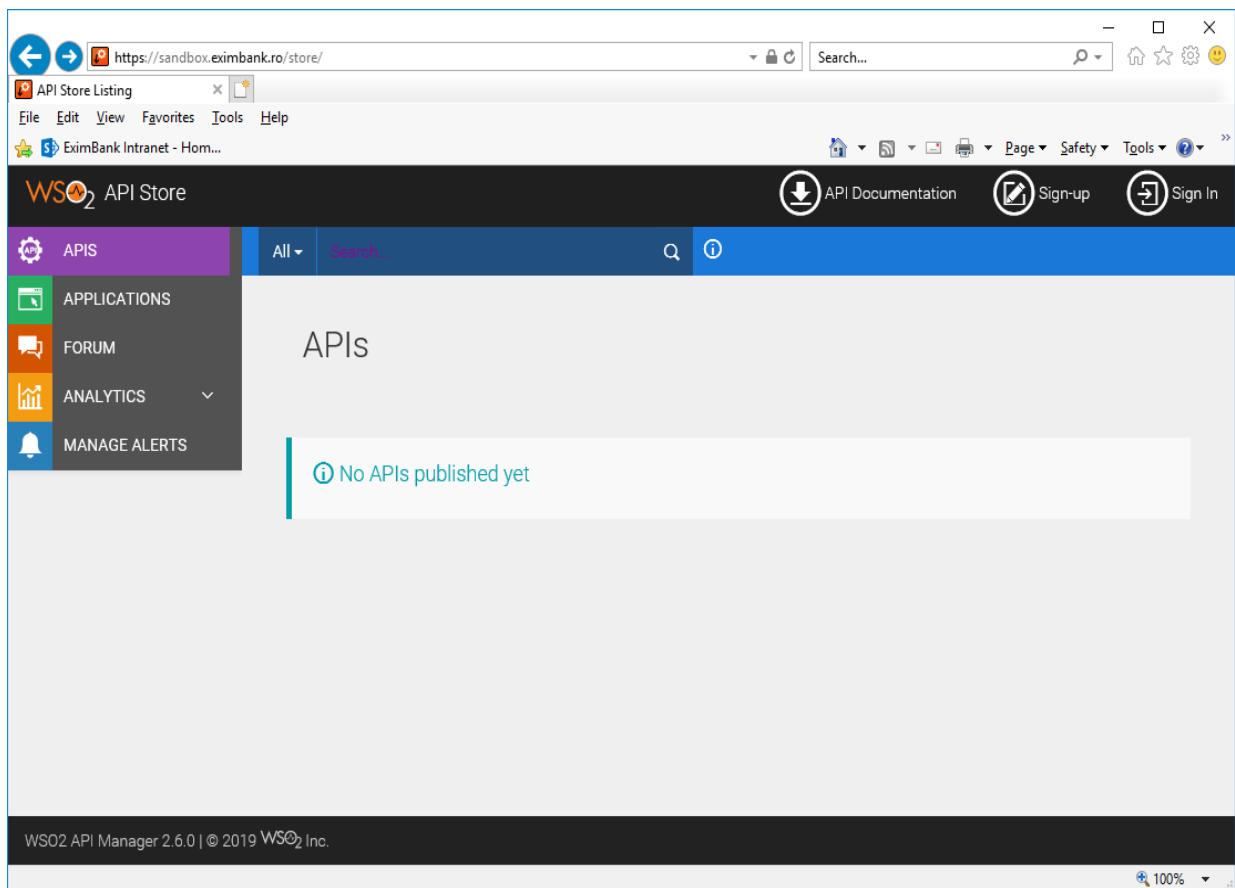 https://sandbox.eximbank.ro/store/
Search...
API Store Listing
File Edit View Favorites Tools Help
EximBank Intranet - Hom...
Page Safety Tools
WSO2 API Store
API Documentation
Sign-up
Sign In
API APIS
All
Search...
APPLICATIONS
FORUM
ANALYTICS
MANAGE ALERTS
APIs
No APIs published yet
WSO2 API Manager 2.6.0 | © 2019 WSO2 Inc.
100%